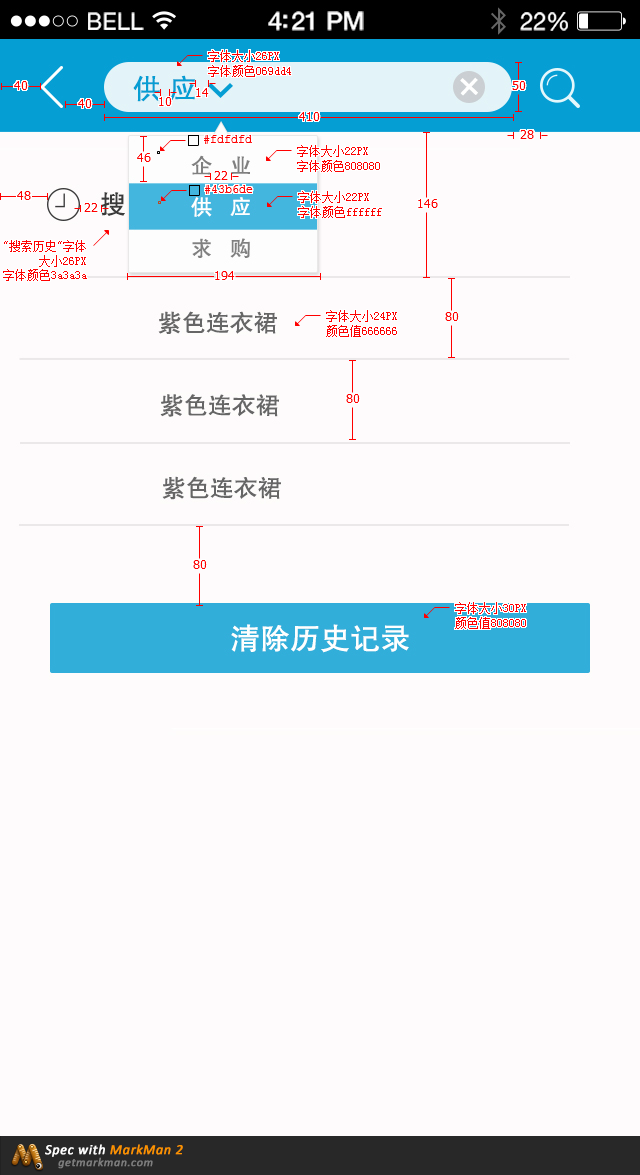 BELL
4:21 PM
22%
字体大小26PX
字体颜色069dd4
供应
40
40
10
14
50
410
28
#fdfdfd
46
企业
字体大小22PX
字体颜色808080
22
#43b6de
供应
字体大小22PX
字体颜色ffffff
146
48
22
搜
"搜索历史"字体
大小26PX
字体颜色3a3a3a
求购
194
紫色连衣裙
字体大小24PX
颜色值666666
80
紫色连衣裙
80
紫色连衣裙
80
字体大小30PX
颜色值808080
清除历史记录
Spec with MarkMan 2
getmarkman.com